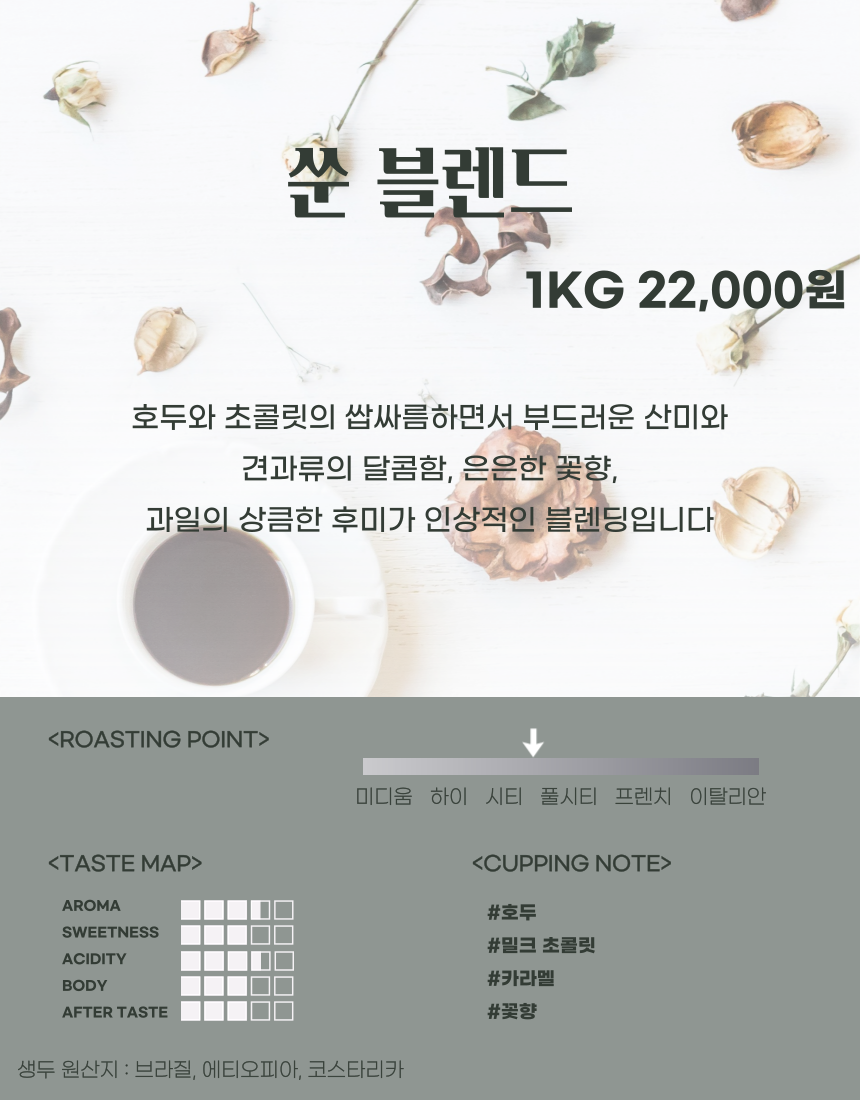 쑨 블렌드
1KG 22,000원
호두와 초콜릿의 쌉싸름하면서 부드러운 산미와
견과류의 달콤함, 은은한 꽃향,
과일의 상큼한 후미가 인상적인 블렌딩입니다
<ROASTING POINT>
미디움 하이 시티 풀시티 프렌치 이탈리안
<TASTE MAP>
AROMA
SWEETNESS
ACIDITY
BODY
AFTER TASTE
<CUPPING NOTE>
#호두
#밀크 초콜릿
#카라멜
#꽃향
생두 원산지 : 브라질, 에티오피아, 코스타리카